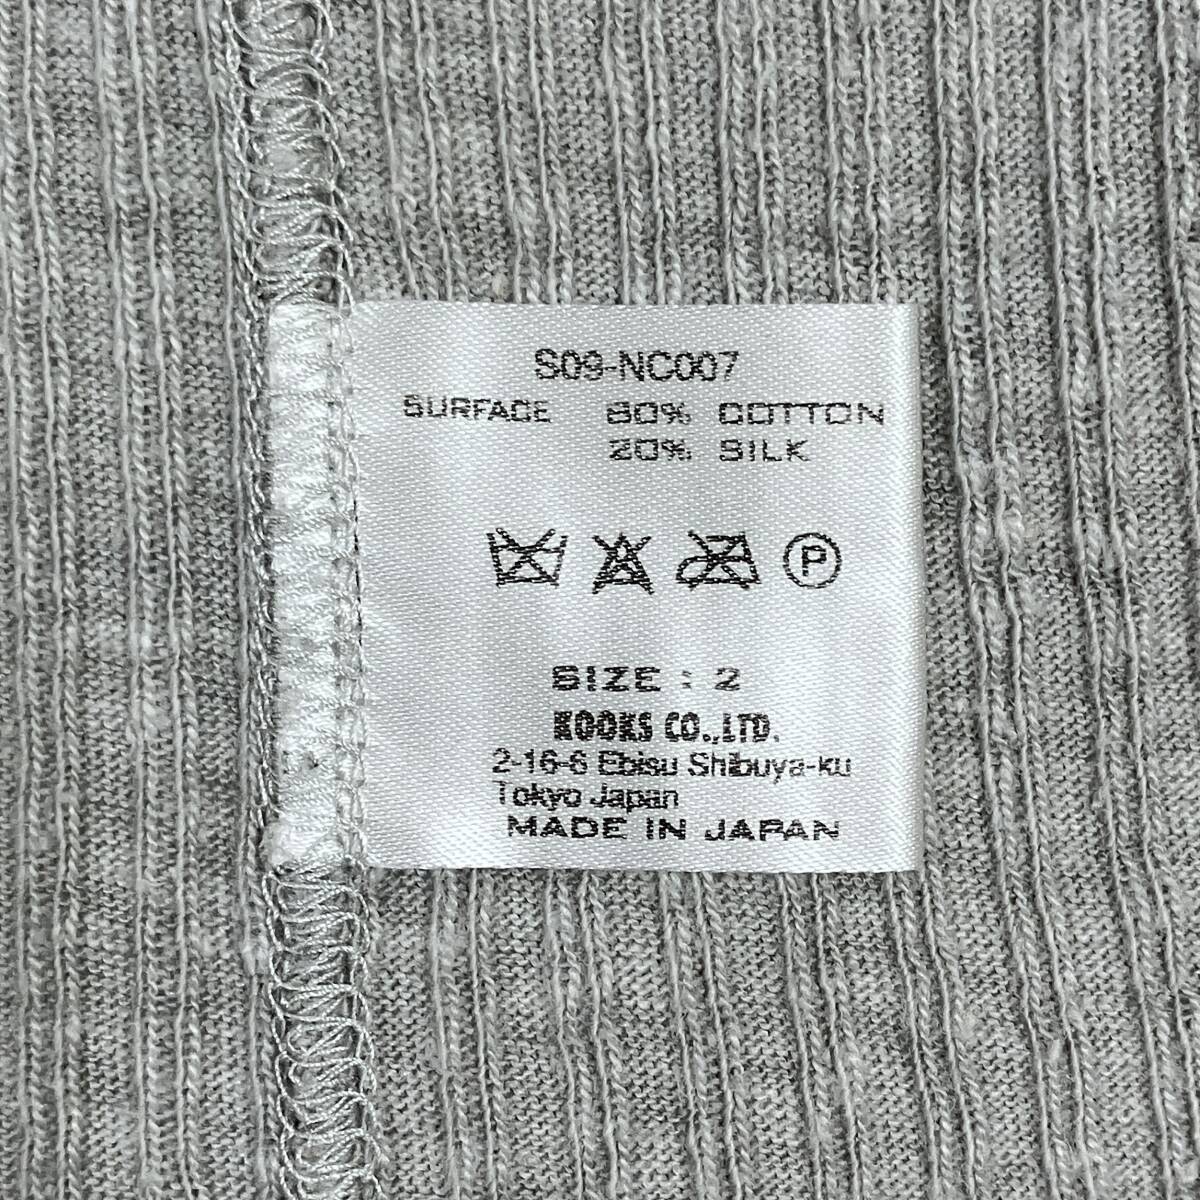 S09-NC007
SURFACE 80% COTTON
20% SILK
P
SIZE : 2
KOOKS CO.,LTD.
2-16-6 Ebisu Shibuya-ku
Tokyo Japan
MADE IN JAPAN